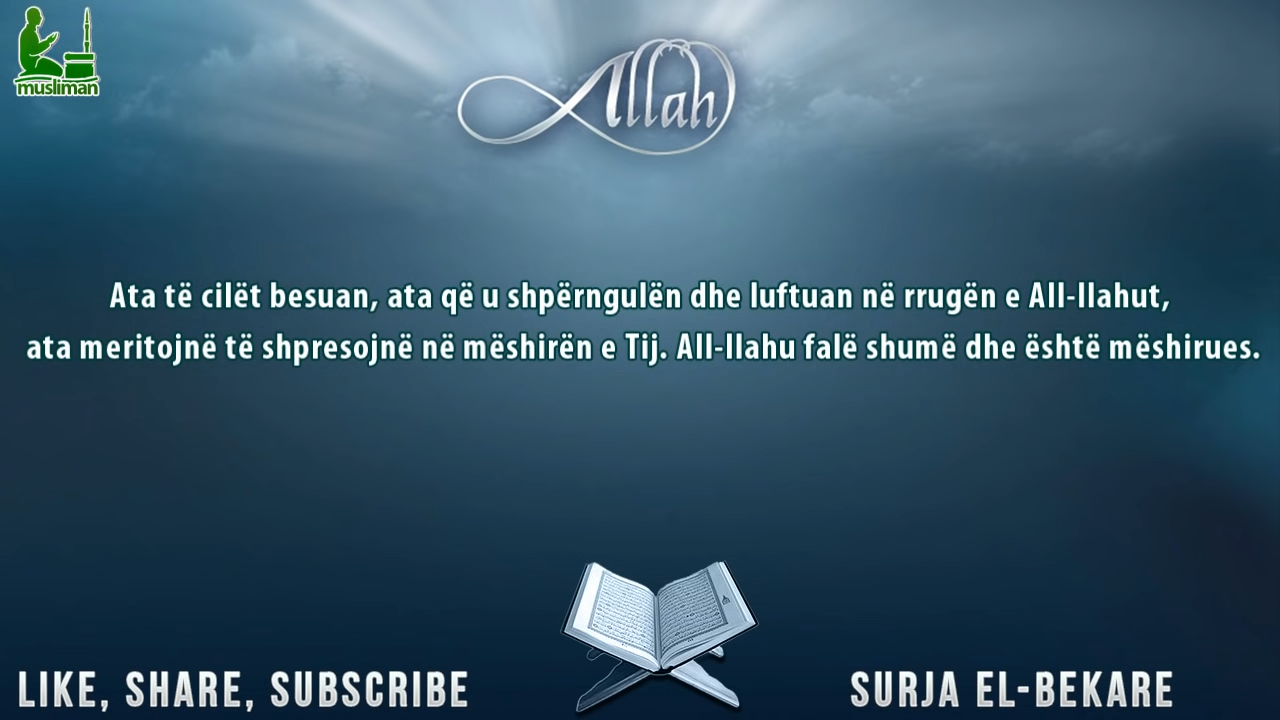 musliman
Allah
Ata të cilët besuan, ata që u shpërngulën dhe luftuan në rrugën e All-llahut,
ata meritojnë të shpresojnë në mëshirën e Tij. All-llahu falë shumë dhe është mëshirues.
LIKE, SHARE, SUBSCRIBE
SURJA EL-BEKARE